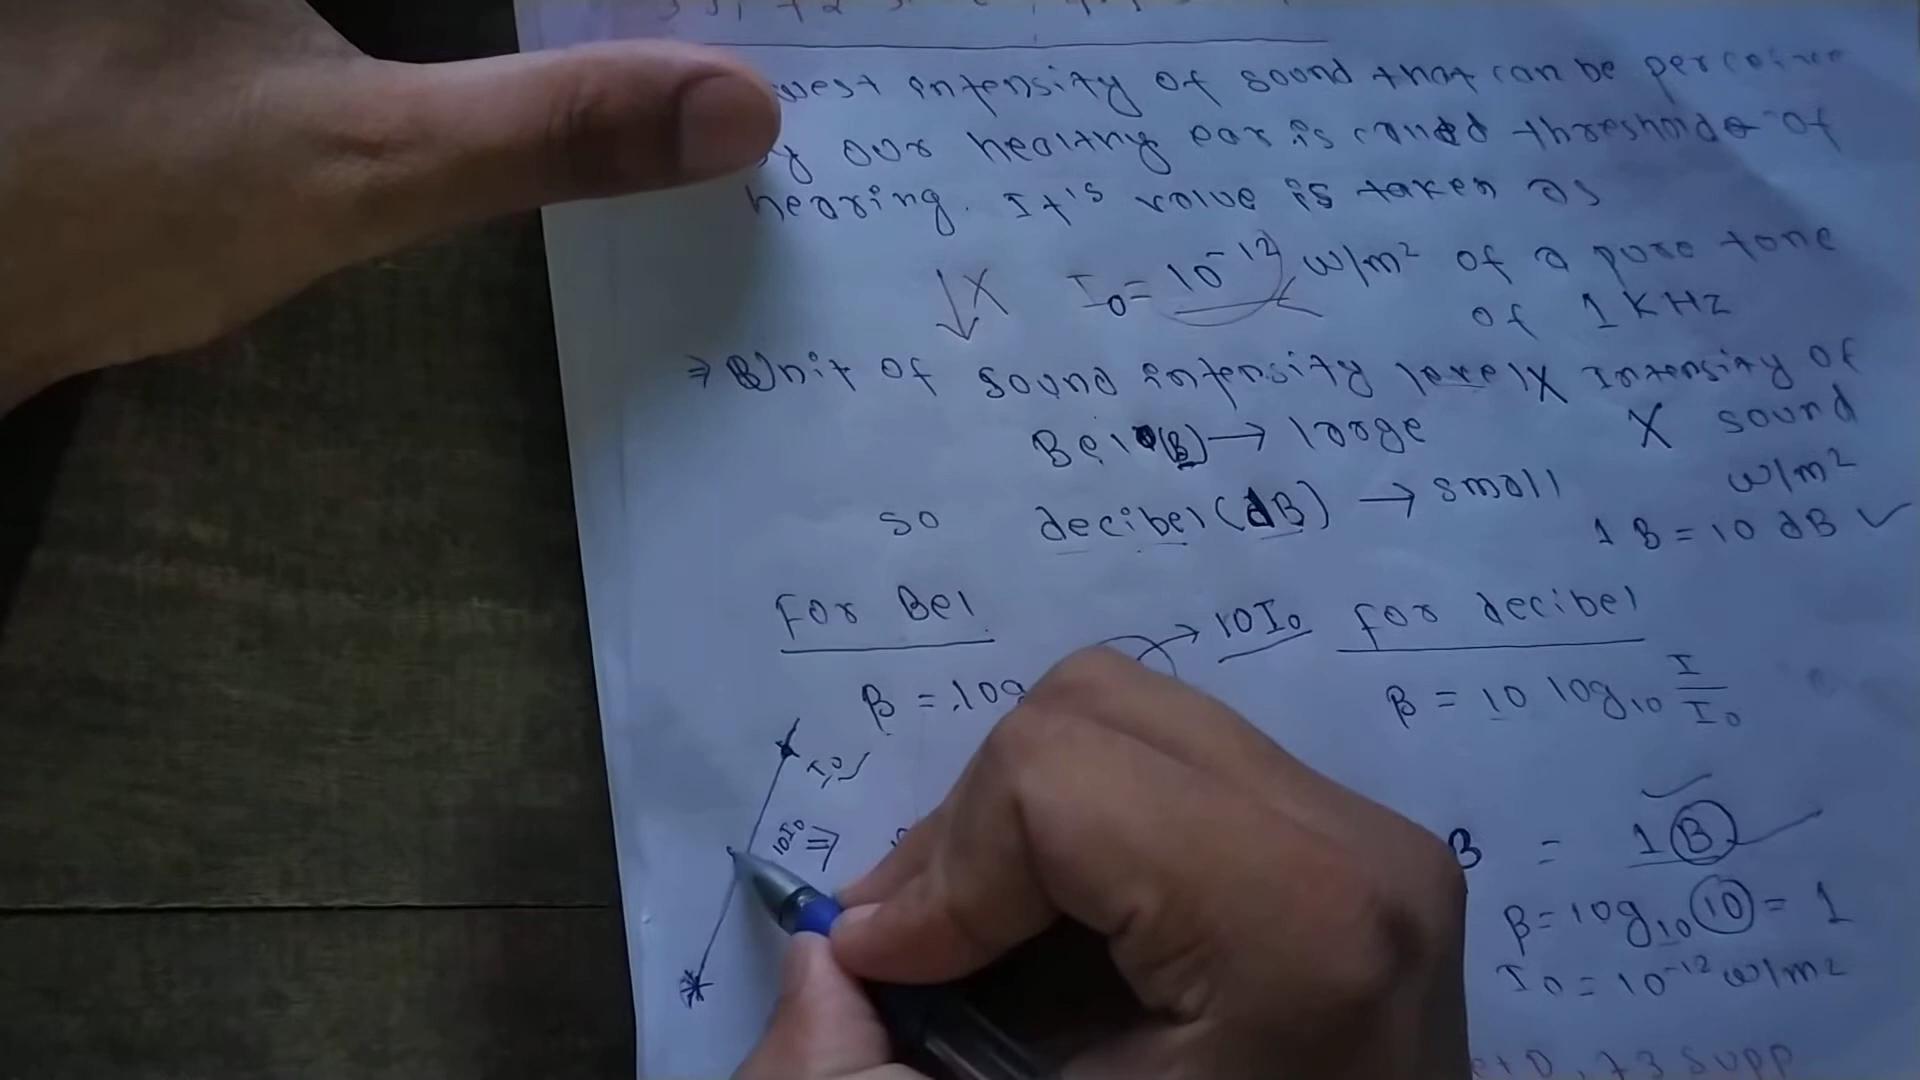 west intensity of sound that can be perceive
by our healthy ear is called threshold of
hearing. It's value is taken as
X I₀ = 10⁻¹² W/m² of a pure tone
of 1 KHz
⇒ Unit of sound intensity level X Intensity of
X sound
Bel (B) → large
W/m²
so decibel (dB) → small
1 B = 10 dB ✓
For Bel
→ 10I₀
for decibel
β = log
β = 10 log₁₀ I/I₀
I₀ ✓
10I₀ ⇒
B = 1 B
β = log₁₀ 10 = 1
I₀ = 10⁻¹² W/m²